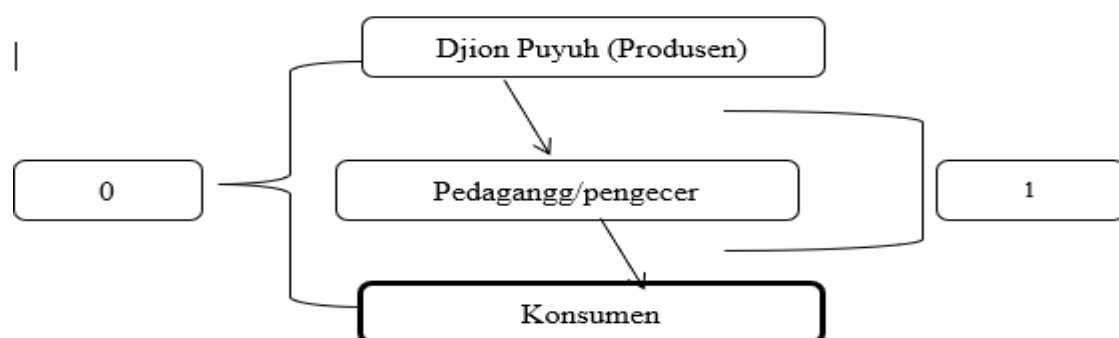 Djion Puyuh (Produsen)
0
Pedagangg/pengecer
1
Konsumen